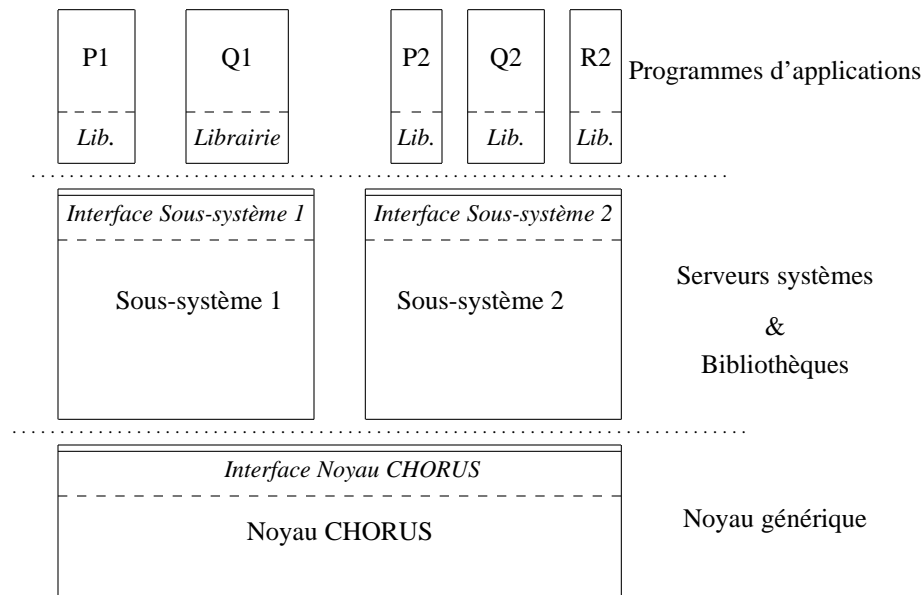 P1
Q1
P2
Q2
R2
Programmes d'applications
Lib.
Librairie
Lib.
Lib.
Lib.
Interface Sous-système 1
Interface Sous-système 2
Sous-système 1
Sous-système 2
Serveurs systèmes
&
Bibliothèques
Interface Noyau CHORUS
Noyau CHORUS
Noyau générique